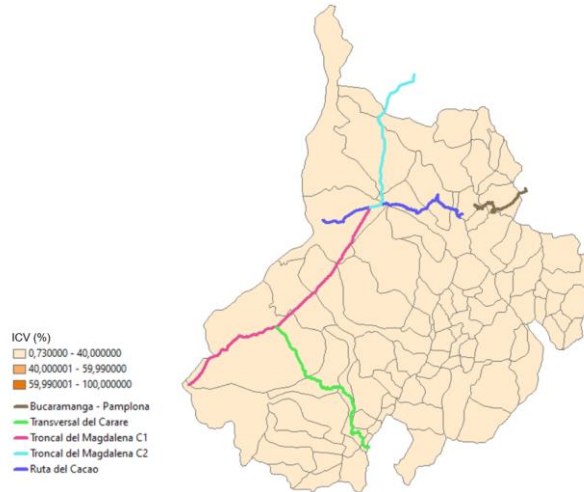 ICV (%)
0,730000 - 40,000000
40,000001 - 59,990000
59,990001 - 100,000000
Bucaramanga - Pamplona
Transversal del Carare
Troncal del Magdalena C1
Troncal del Magdalena C2
Ruta del Cacao